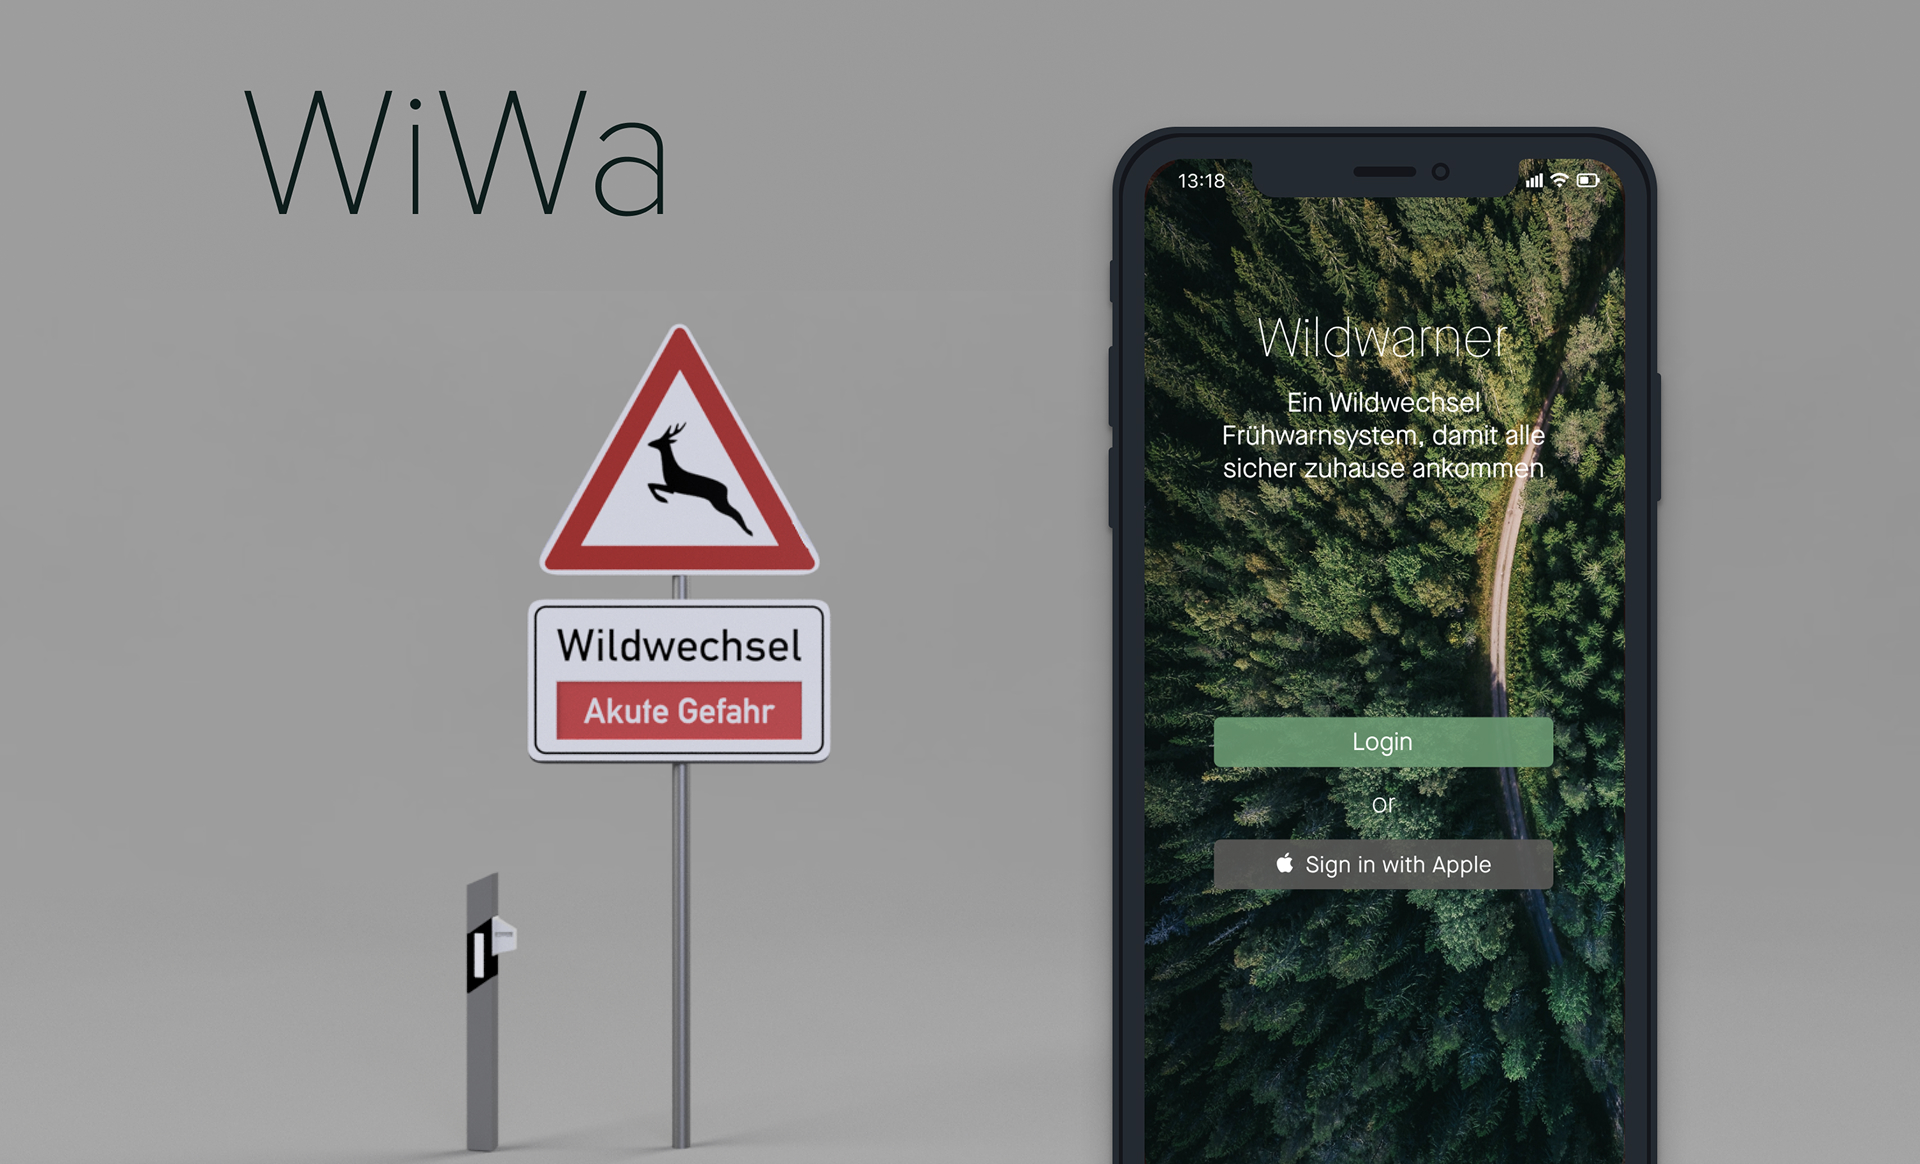 WiWa
Wildwechsel
Akute Gefahr
13:18
Wildwarner
Ein Wildwechsel
Frühwarnsystem, damit alle
sicher zuhause ankommen
Login
or
Sign in with Apple